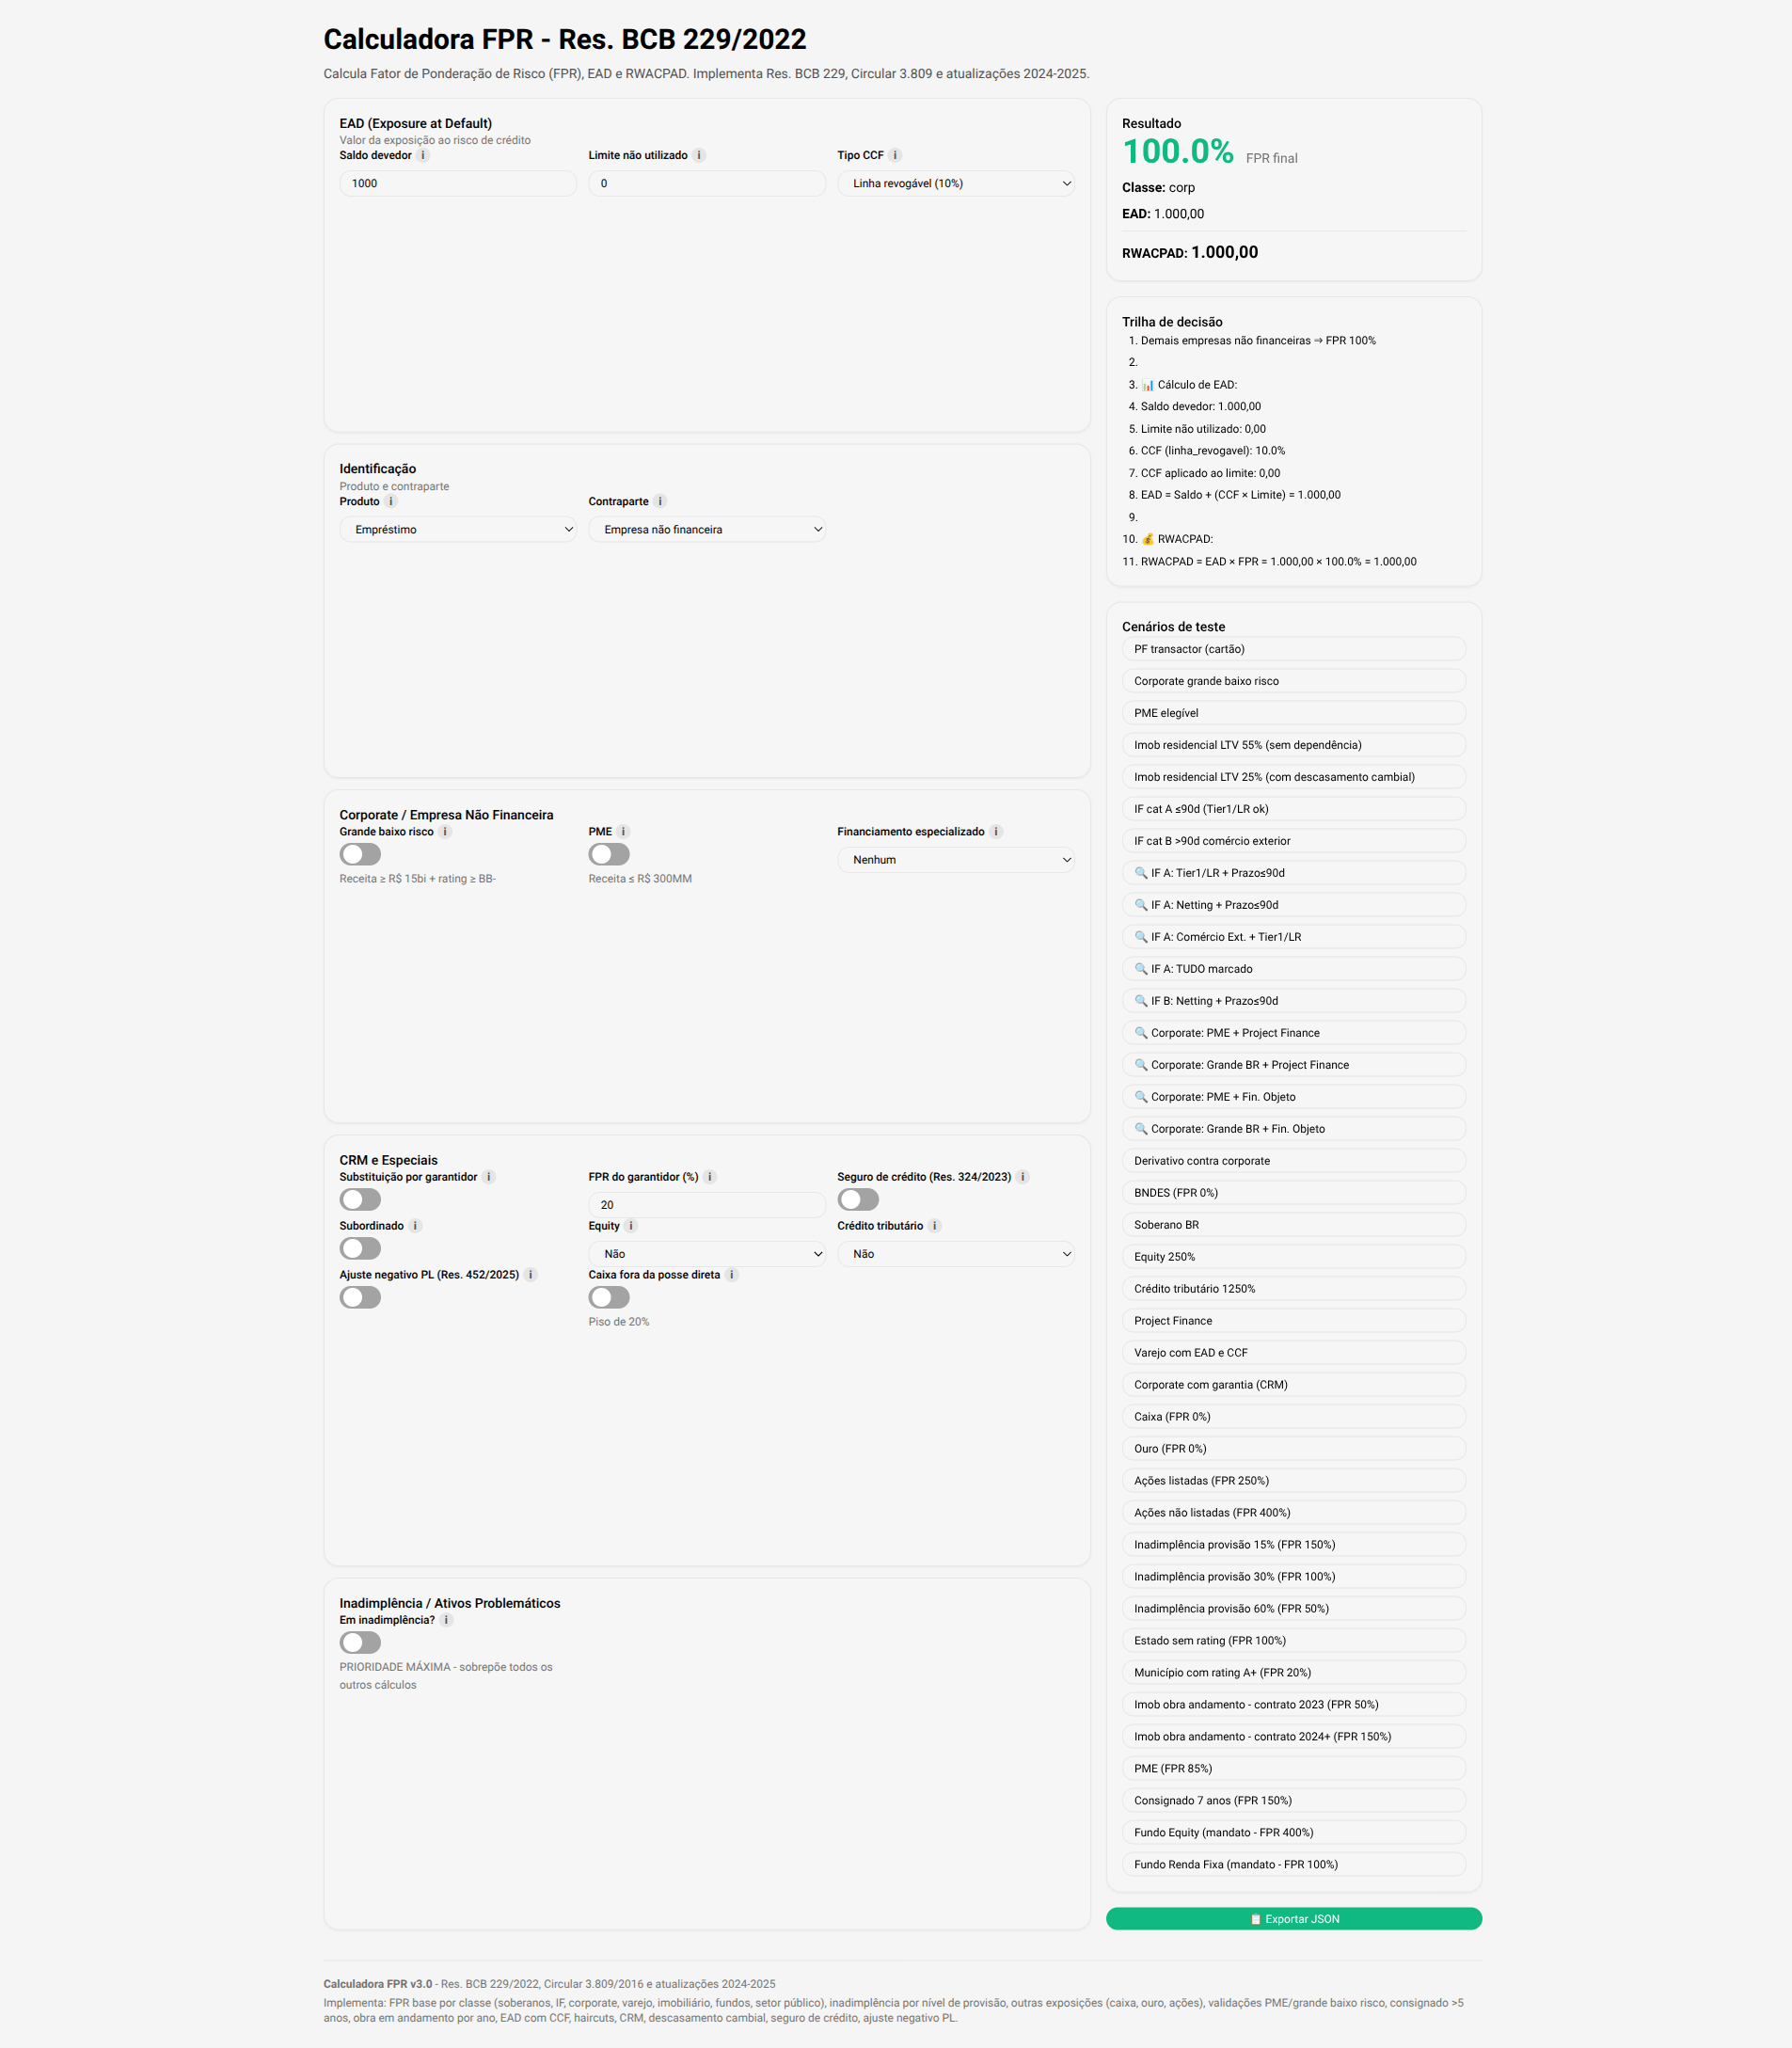 Calculadora FPR - Res. BCB 229/2022
Calcula Fator de Ponderação de Risco (FPR), EAD e RWACPAD. Implementa Res. BCB 229, Circular 3.809 e atualizações 2024-2025.
EAD (Exposure at Default)
Valor da exposição ao risco de crédito
Saldo devedor i
Limite não utilizado i
Tipo CCF i
1000
0
Linha revogável (10%)
Identificação
Produto e contraparte
Produto i
Contraparte i
Empréstimo
Empresa não financeira
Corporate / Empresa Não Financeira
Grande baixo risco i
PME i
Financiamento especializado i
Nenhum
Receita ≥ R$ 15bi + rating ≥ BB-
Receita ≤ R$ 300MM
CRM e Especiais
Substituição por garantidor i
FPR do garantidor (%) i
Seguro de crédito (Res. 324/2023) i
20
Subordinado i
Equity i
Crédito tributário i
Não
Não
Ajuste negativo PL (Res. 452/2025) i
Caixa fora da posse direta i
Piso de 20%
Inadimplência / Ativos Problemáticos
Em inadimplência? i
PRIORIDADE MÁXIMA - sobrepõe todos os
outros cálculos
Resultado
100.0% FPR final
Classe: corp
EAD: 1.000,00
RWACPAD: 1.000,00
Trilha de decisão
1. Demais empresas não financeiras ⇒ FPR 100%
2.
3. 📊 Cálculo de EAD:
4. Saldo devedor: 1.000,00
5. Limite não utilizado: 0,00
6. CCF (linha_revogavel): 10.0%
7. CCF aplicado ao limite: 0,00
8. EAD = Saldo + (CCF × Limite) = 1.000,00
9.
10. 💰 RWACPAD:
11. RWACPAD = EAD × FPR = 1.000,00 × 100.0% = 1.000,00
Cenários de teste
PF transactor (cartão)
Corporate grande baixo risco
PME elegível
Imob residencial LTV 55% (sem dependência)
Imob residencial LTV 25% (com descasamento cambial)
IF cat A ≤90d (Tier1/LR ok)
IF cat B >90d comércio exterior
🔍 IF A: Tier1/LR + Prazo≤90d
🔍 IF A: Netting + Prazo≤90d
🔍 IF A: Comércio Ext. + Tier1/LR
🔍 IF A: TUDO marcado
🔍 IF B: Netting + Prazo≤90d
🔍 Corporate: PME + Project Finance
🔍 Corporate: Grande BR + Project Finance
🔍 Corporate: PME + Fin. Objeto
🔍 Corporate: Grande BR + Fin. Objeto
Derivativo contra corporate
BNDES (FPR 0%)
Soberano BR
Equity 250%
Crédito tributário 1250%
Project Finance
Varejo com EAD e CCF
Corporate com garantia (CRM)
Caixa (FPR 0%)
Ouro (FPR 0%)
Ações listadas (FPR 250%)
Ações não listadas (FPR 400%)
Inadimplência provisão 15% (FPR 150%)
Inadimplência provisão 30% (FPR 100%)
Inadimplência provisão 60% (FPR 50%)
Estado sem rating (FPR 100%)
Município com rating A+ (FPR 20%)
Imob obra andamento - contrato 2023 (FPR 50%)
Imob obra andamento - contrato 2024+ (FPR 150%)
PME (FPR 85%)
Consignado 7 anos (FPR 150%)
Fundo Equity (mandato - FPR 400%)
Fundo Renda Fixa (mandato - FPR 100%)
📋 Exportar JSON
Calculadora FPR v3.0 - Res. BCB 229/2022, Circular 3.809/2016 e atualizações 2024-2025
Implementa: FPR base por classe (soberanos, IF, corporate, varejo, imobiliário, fundos, setor público), inadimplência por nível de provisão, outras exposições (caixa, ouro, ações), validações PME/grande baixo risco, consignado >5
anos, obra em andamento por ano, EAD com CCF, haircuts, CRM, descasamento cambial, seguro de crédito, ajuste negativo PL.